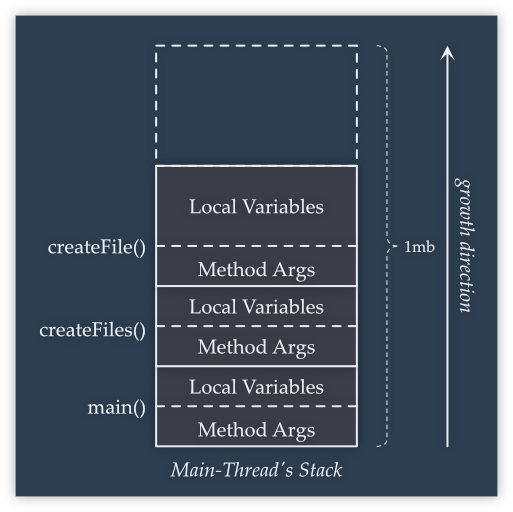 Local Variables
createFile()
Method Args
1mb
growth direction
Local Variables
createFiles()
Method Args
Local Variables
main()
Method Args
Main-Thread's Stack